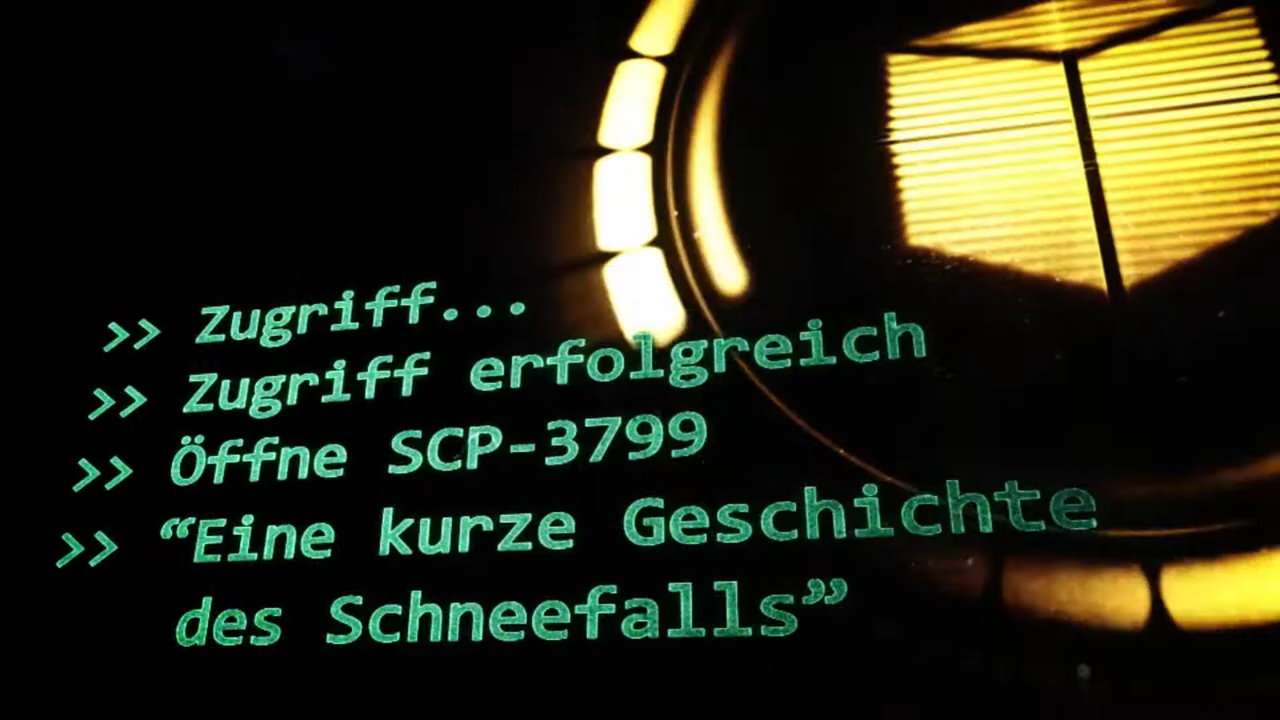 >> Zugriff...
>> Zugriff erfolgreich
>> Öffne SCP-3799
>> “Eine kurze Geschichte
des Schneefalls”